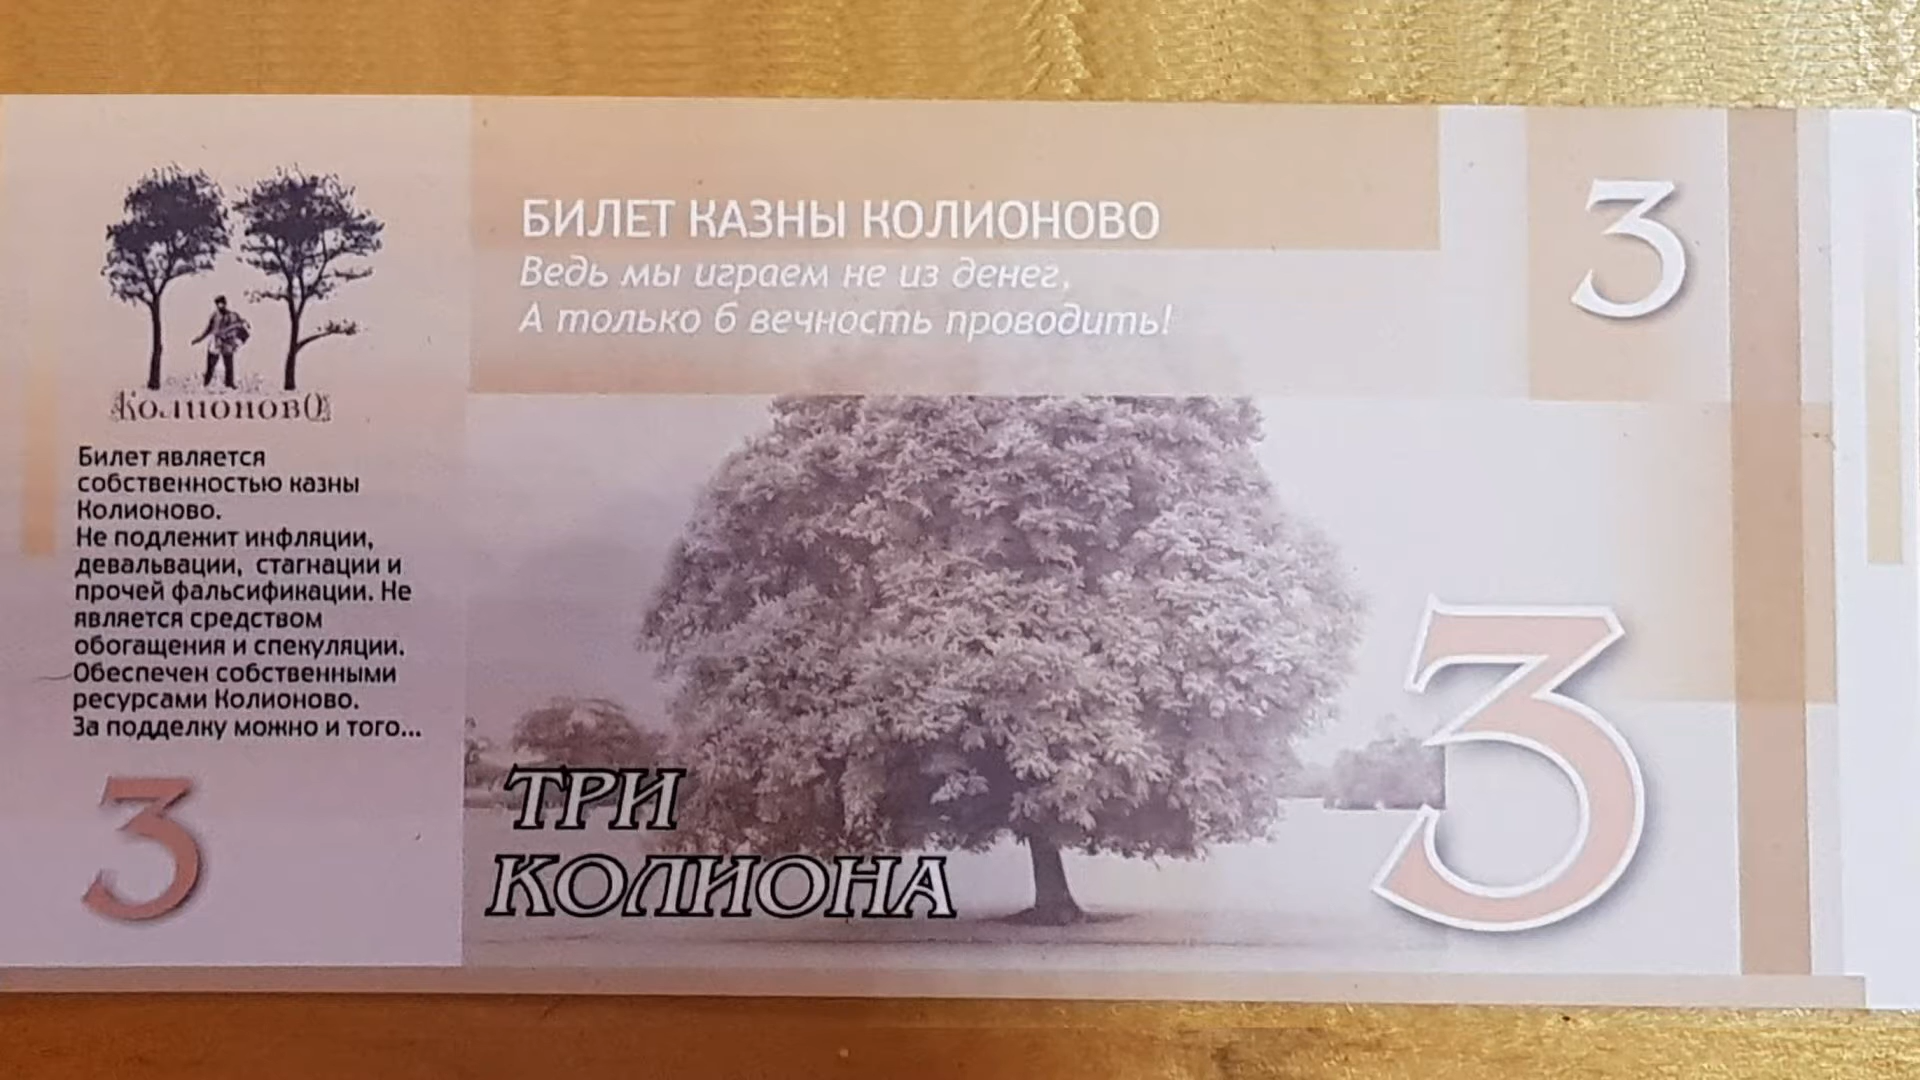 Колионово
Билет является
собственностью казны
Колионово.
Не подлежит инфляции,
девальвации, стагнации и
прочей фальсификации. Не
является средством
обогащения и спекуляции.
Обеспечен собственными
ресурсами Колионово.
За подделку можно и того...
3
БИЛЕТ КАЗНЫ КОЛИОНОВО
Ведь мы играем не из денег,
А только б вечность проводить!
3
ТРИ
КОЛИОНА
3